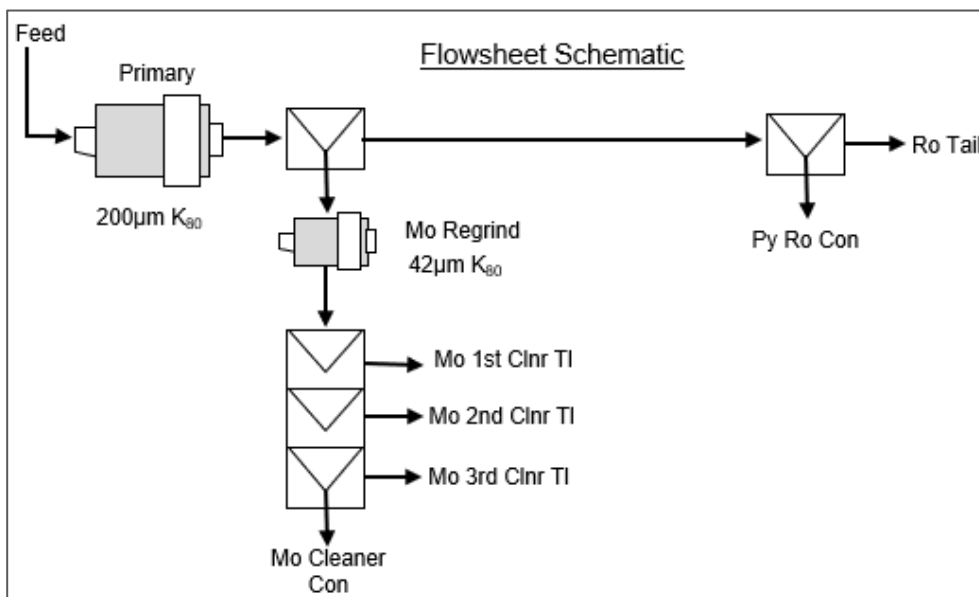 Feed
Flowsheet Schematic
Primary
200µm K₈₀
Ro Tail
Py Ro Con
Mo Regrind
42µm K₈₀
Mo 1st Clnr Tl
Mo 2nd Clnr Tl
Mo 3rd Clnr Tl
Mo Cleaner
Con